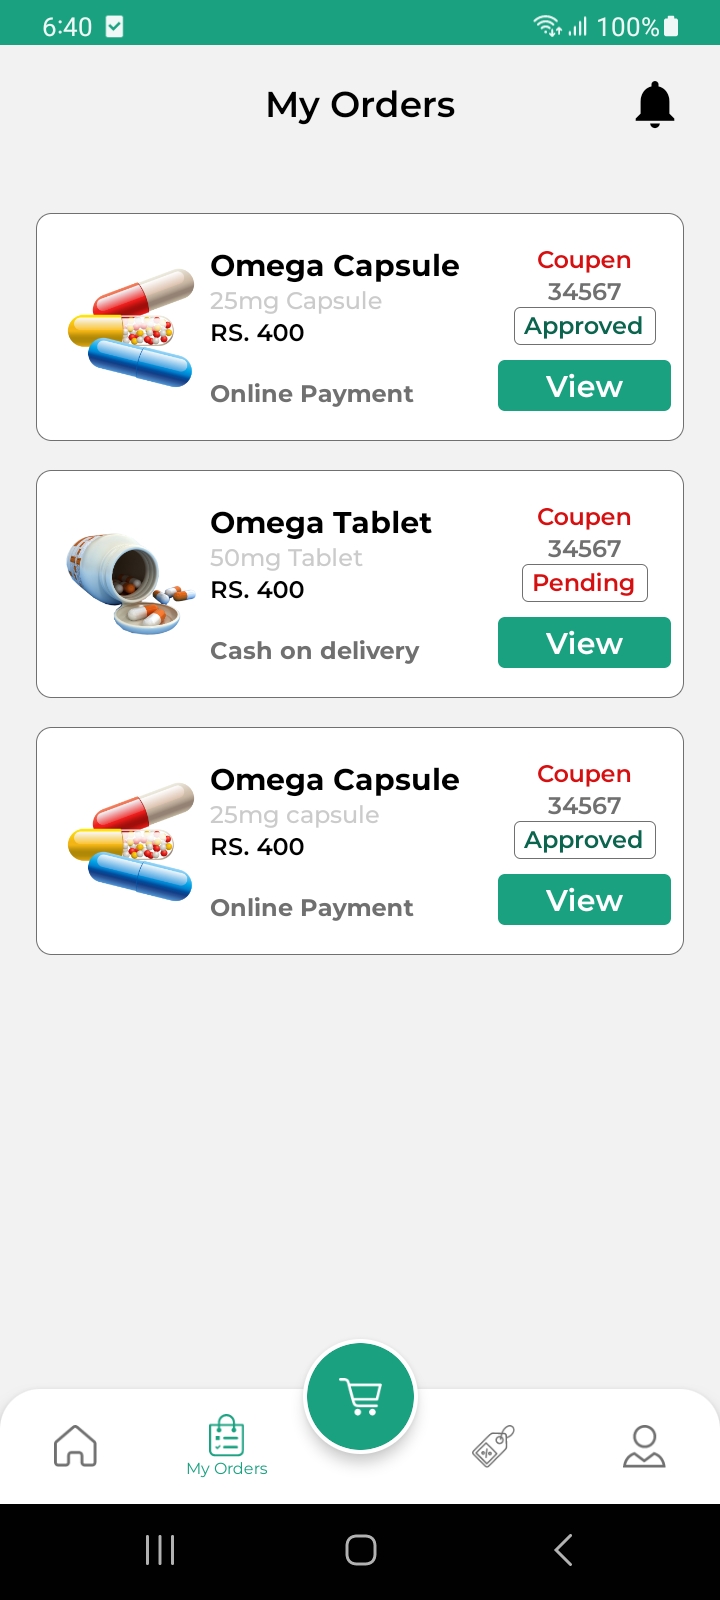 6:40
100%
My Orders
Omega Capsule
25mg Capsule
RS. 400
Online Payment
Coupen
34567
Approved
View
Omega Tablet
50mg Tablet
RS. 400
Cash on delivery
Coupen
34567
Pending
View
Omega Capsule
25mg capsule
RS. 400
Online Payment
Coupen
34567
Approved
View
My Orders